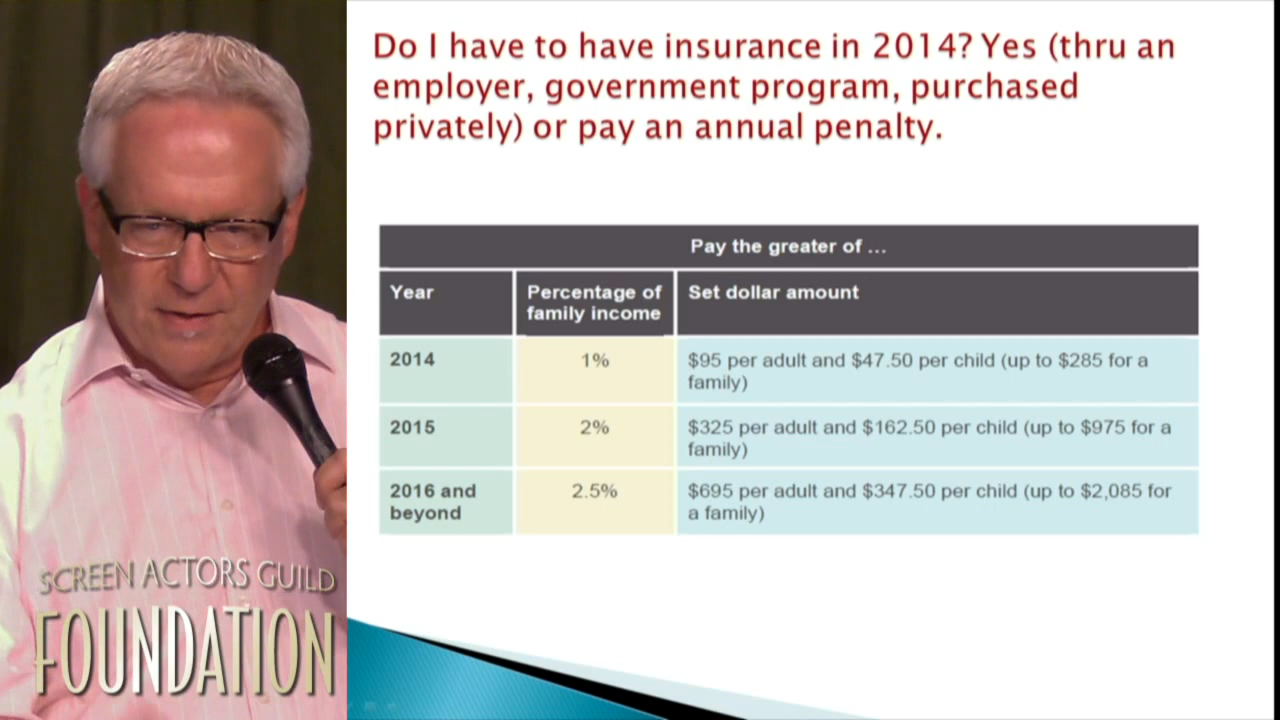 Do I have to have insurance in 2014? Yes (thru an
employer, government program, purchased
privately) or pay an annual penalty.
Pay the greater of ...
Year
Percentage of
family income
Set dollar amount
2014
1%
$95 per adult and $47.50 per child (up to $285 for a
family)
2015
2%
$325 per adult and $162.50 per child (up to $975 for a
family)
2016 and
beyond
2.5%
$695 per adult and $347.50 per child (up to $2,085 for
a family)
SCREEN ACTORS GUILD
FOUNDATION